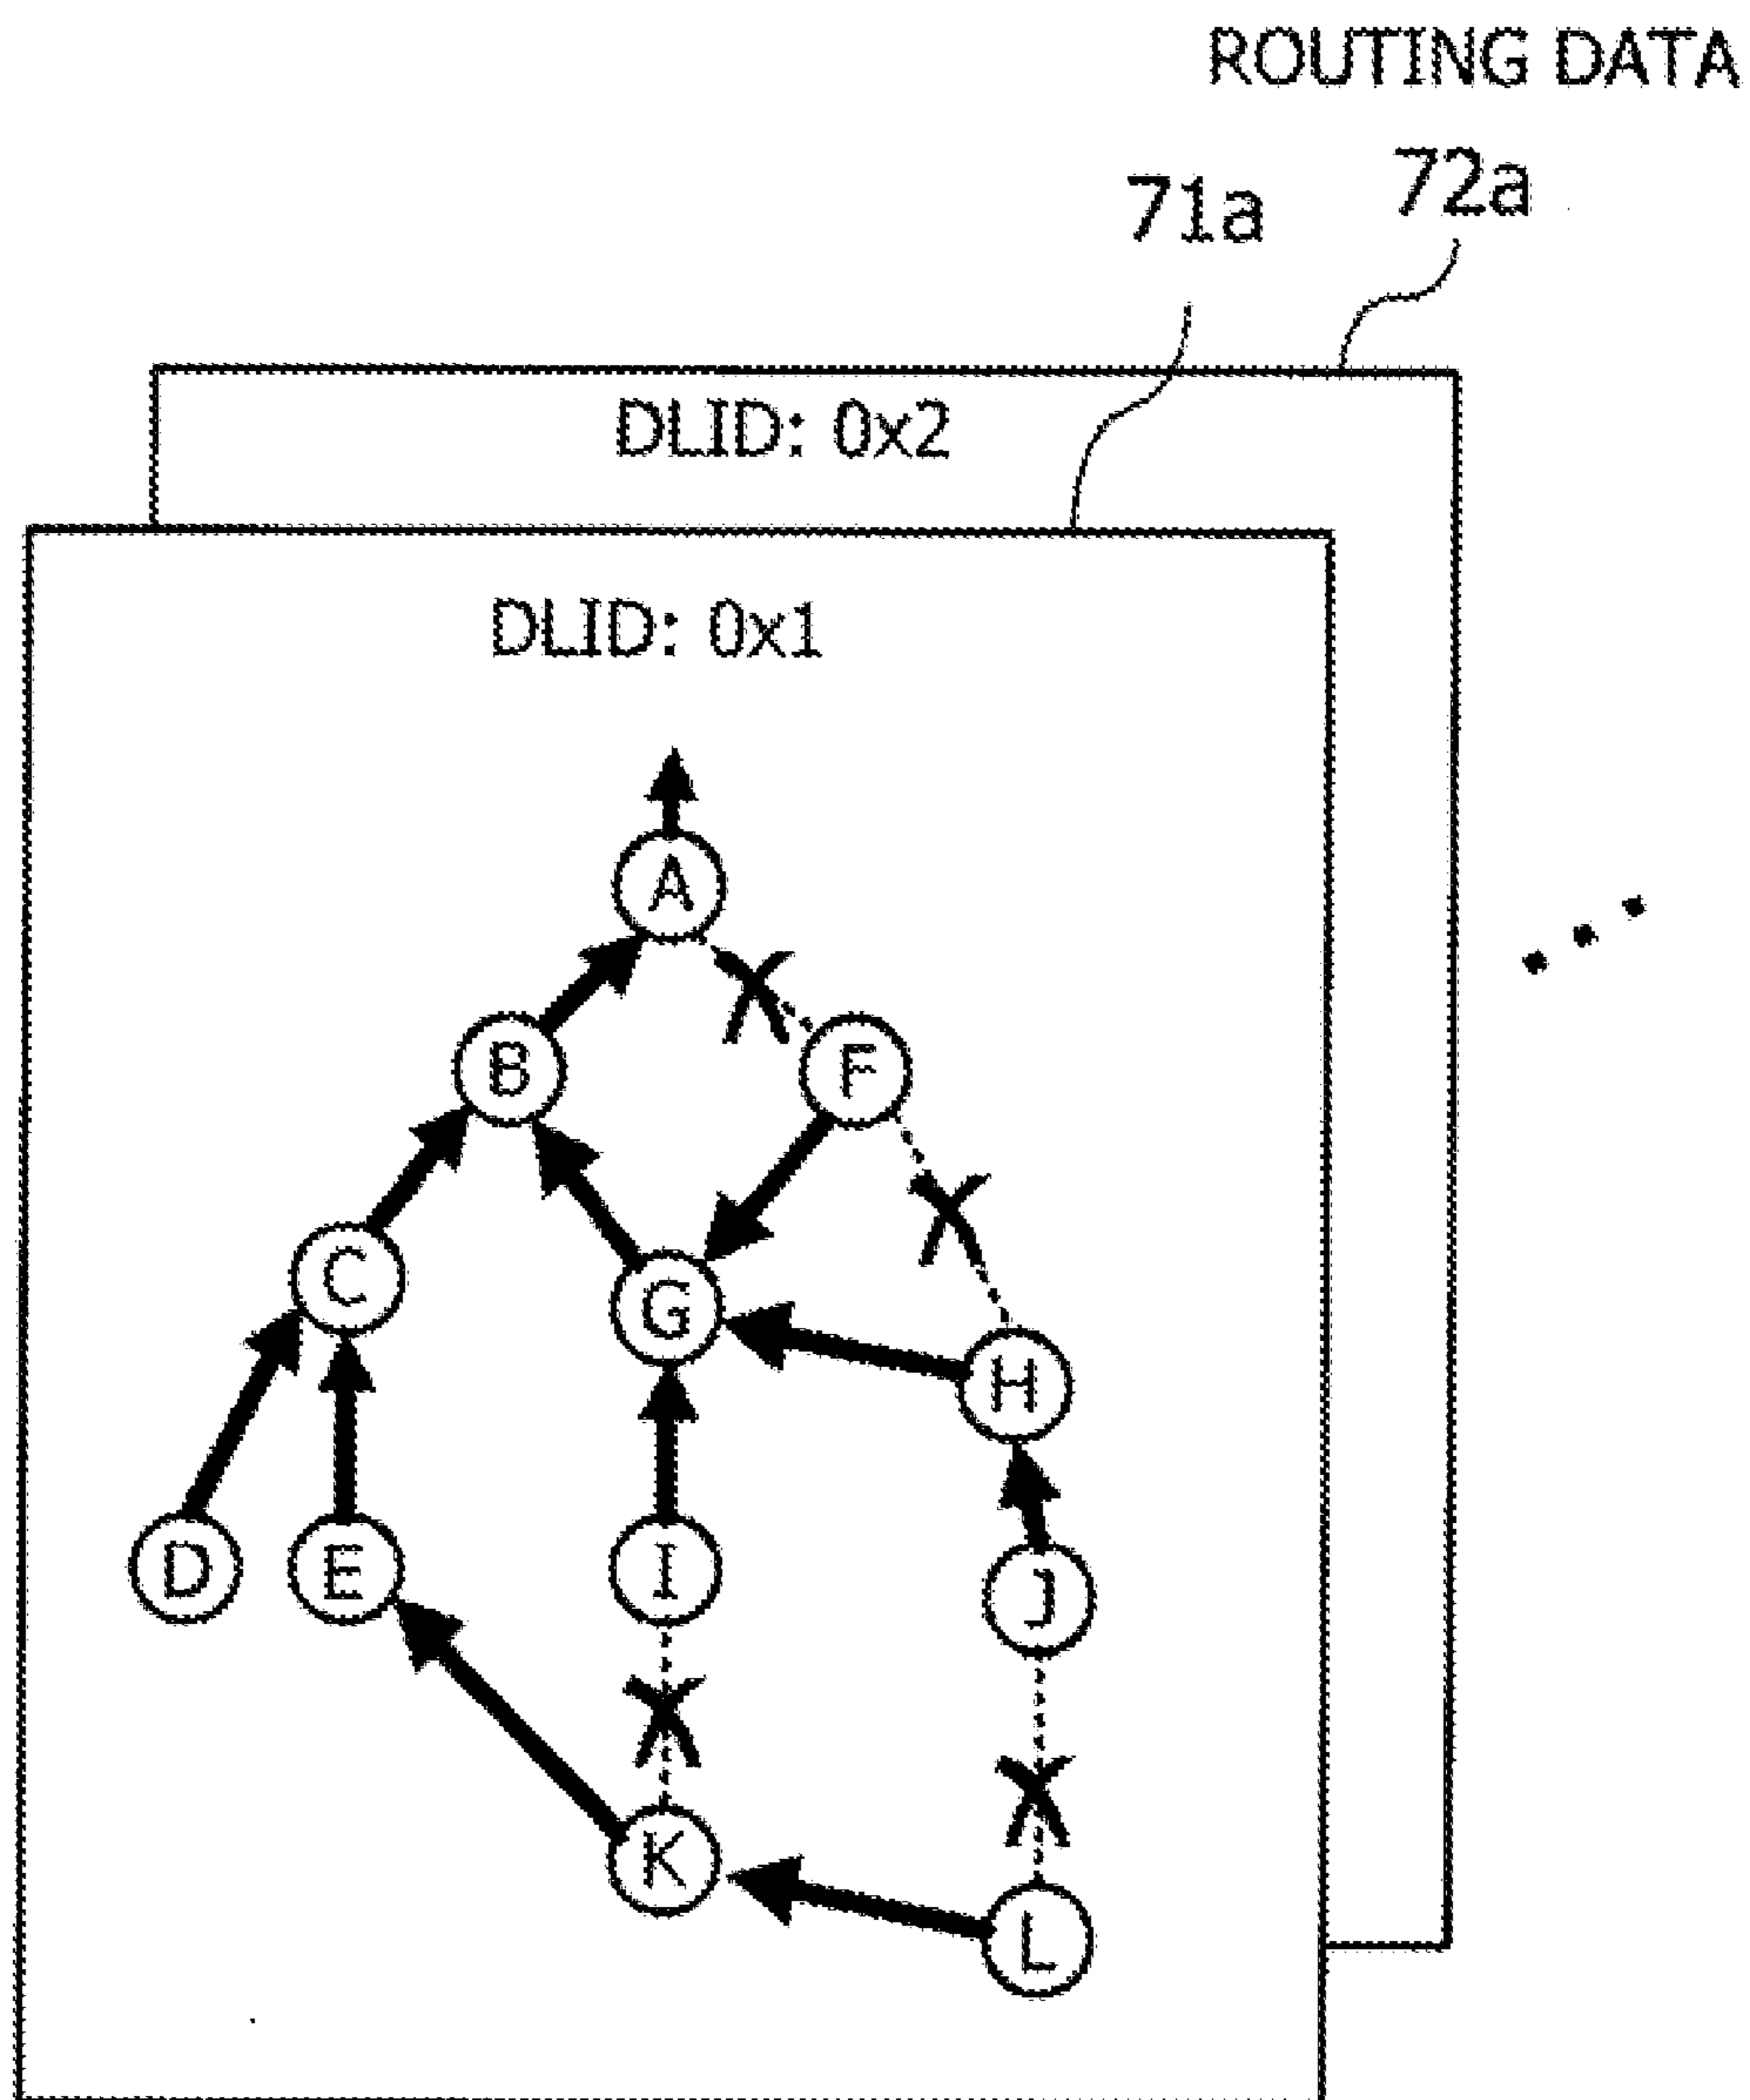 ROUTING DATA
71a 72a
DLID: 0x2
DLID: 0x1
A
B F
C G H
D E I J
K L